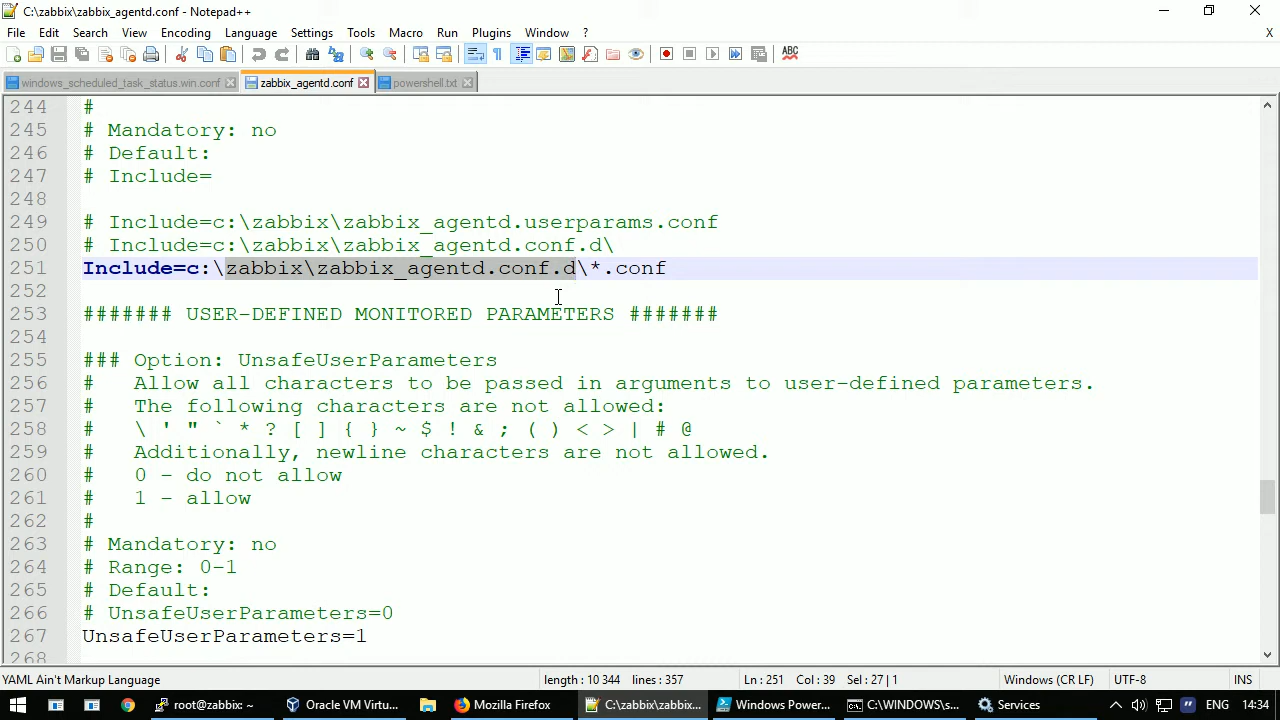 C:\zabbix\zabbix_agentd.conf - Notepad++
File Edit Search View Encoding Language Settings Tools Macro Run Plugins Window ? X
windows_scheduled_task_status.win.conf zabbix_agentd.conf powershell.txt
244 #
245 # Mandatory: no
246 # Default:
247 # Include=
248
249 # Include=c:\zabbix\zabbix_agentd.userparams.conf
250 # Include=c:\zabbix\zabbix_agentd.conf.d\
251 Include=c:\zabbix\zabbix_agentd.conf.d\*.conf
252
253 ####### USER-DEFINED MONITORED PARAMETERS #######
254
255 ### Option: UnsafeUserParameters
256 # Allow all characters to be passed in arguments to user-defined parameters.
257 # The following characters are not allowed:
258 # \ ' " ` * ? [ ] { } ~ $ ! & ; ( ) < > | # @
259 # Additionally, newline characters are not allowed.
260 # 0 - do not allow
261 # 1 - allow
262 #
263 # Mandatory: no
264 # Range: 0-1
265 # Default:
266 # UnsafeUserParameters=0
267 UnsafeUserParameters=1
268
YAML Ain't Markup Language length : 10 344 lines : 357 Ln : 251 Col : 39 Sel : 27 | 1 Windows (CR LF) UTF-8 INS
root@zabbix: ~ Oracle VM Virtu... Mozilla Firefox C:\zabbix\zabbix... Windows Power... C:\WINDOWS\s... Services ENG 14:34